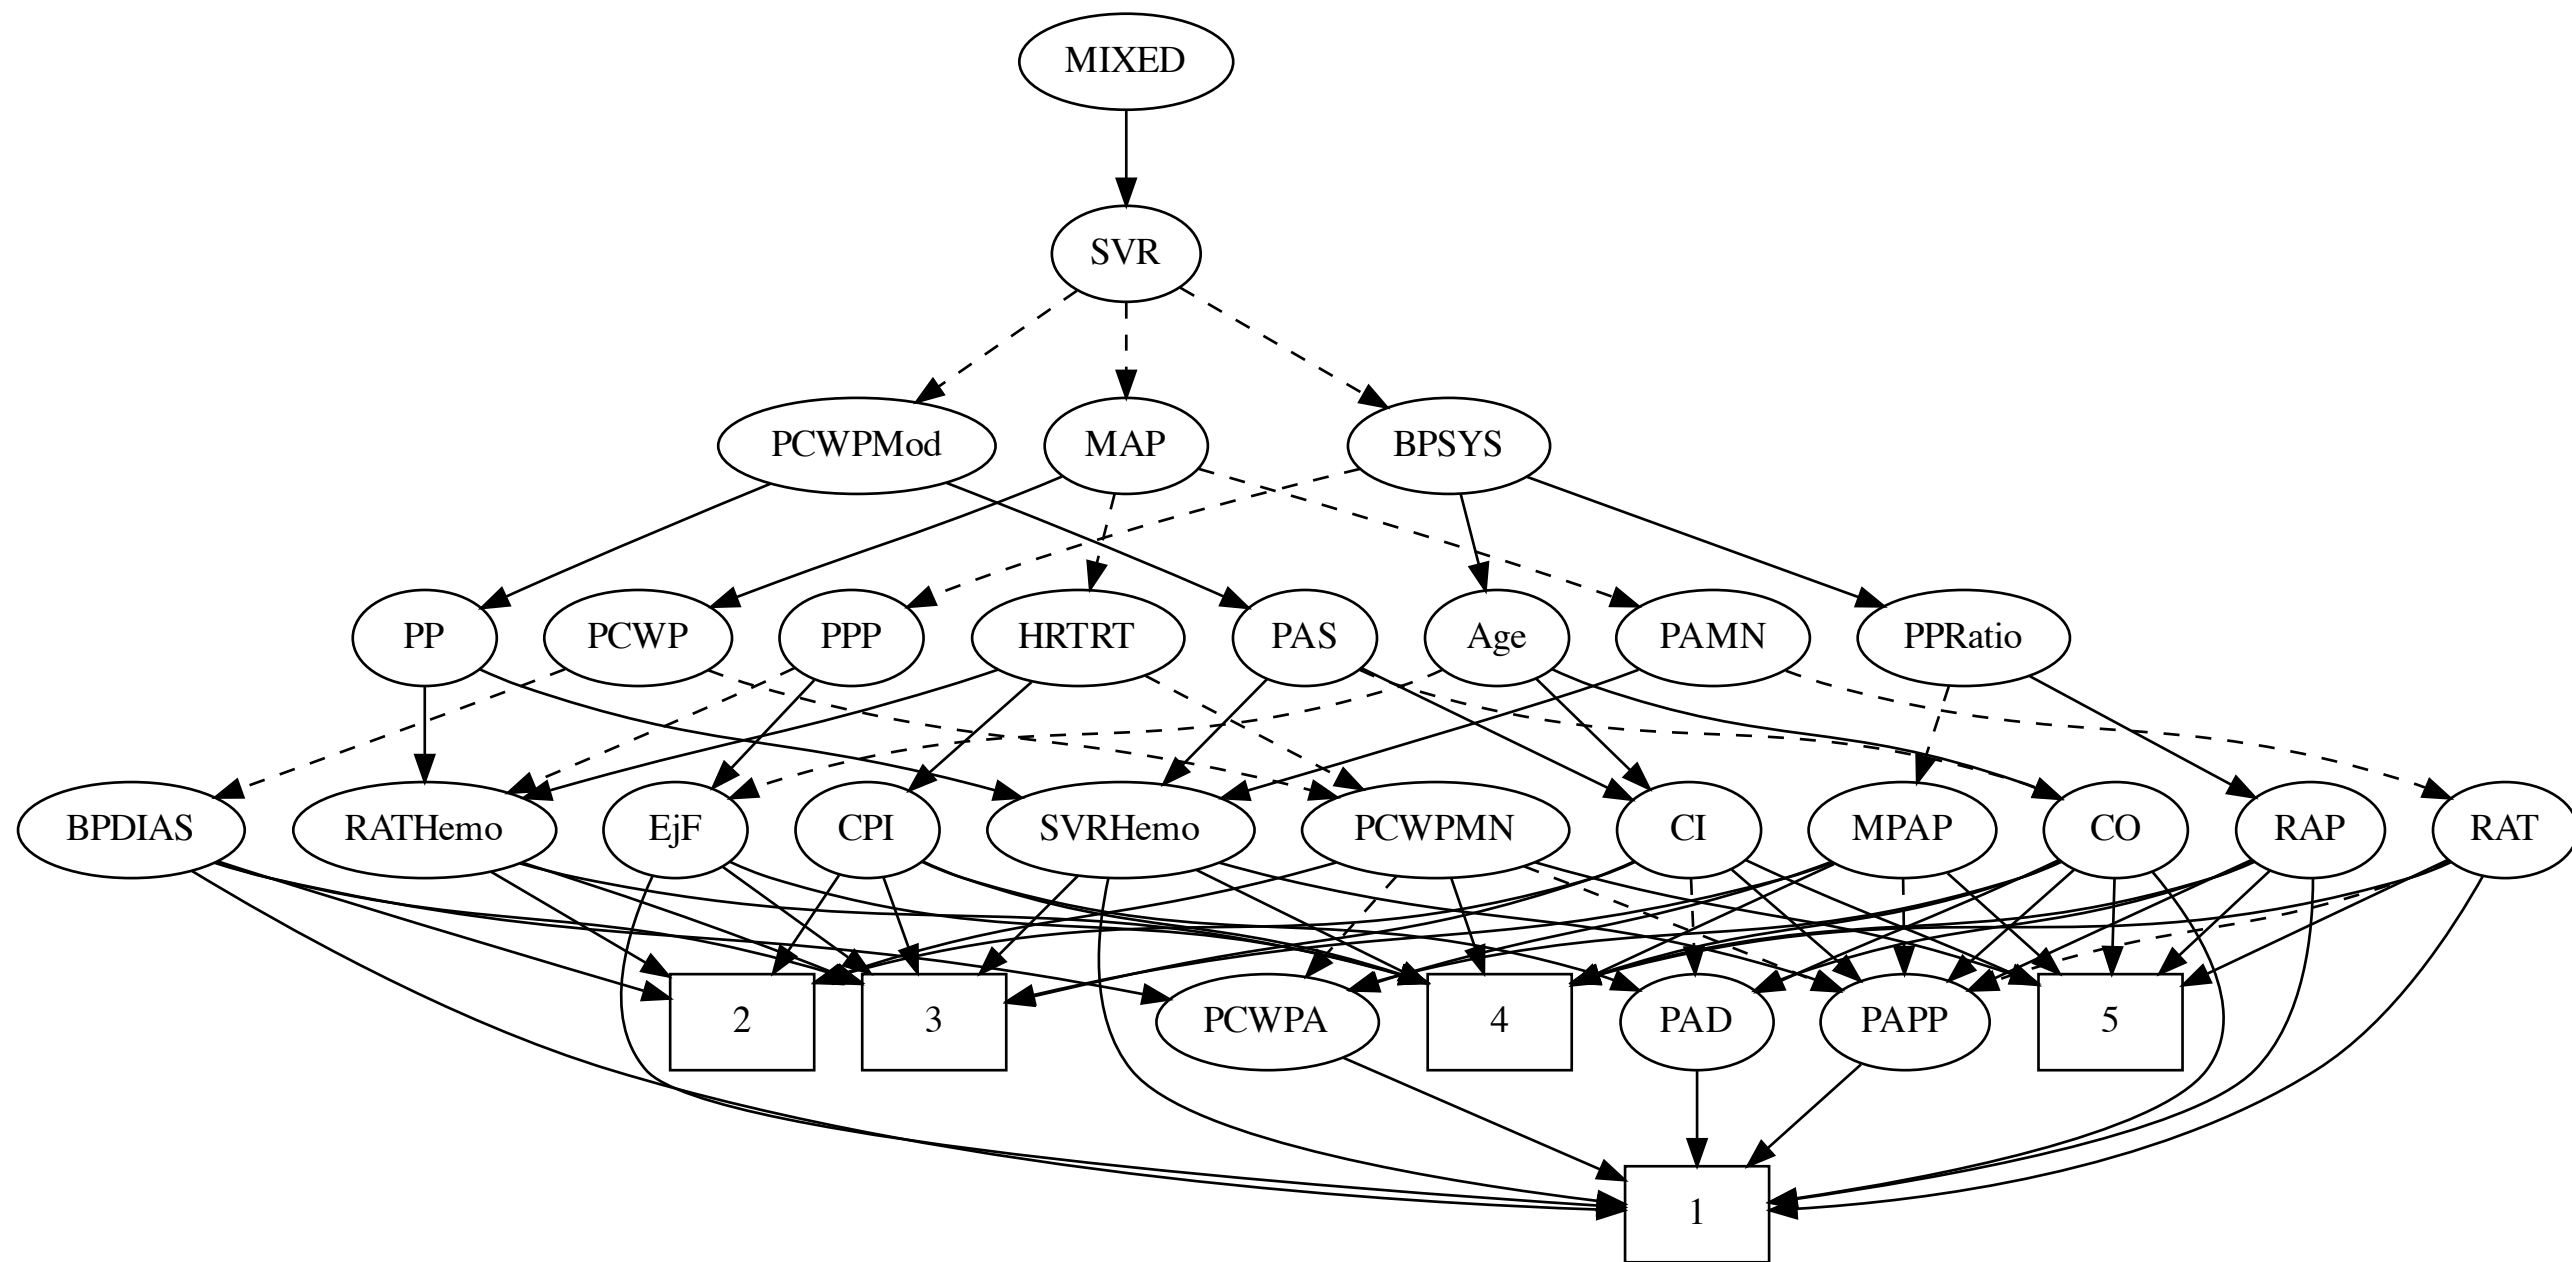 MIXED
SVR
PCWPMod
MAP
BPSYS
PP
PCWP
PPP
HRTRT
PAS
Age
PAMN
PPRatio
BPDIAS
RATHemo
EjF
CPI
SVRHemo
PCWPMN
CI
MPAP
CO
RAP
RAT
2
3
PCWPA
4
PAD
PAPP
5
1